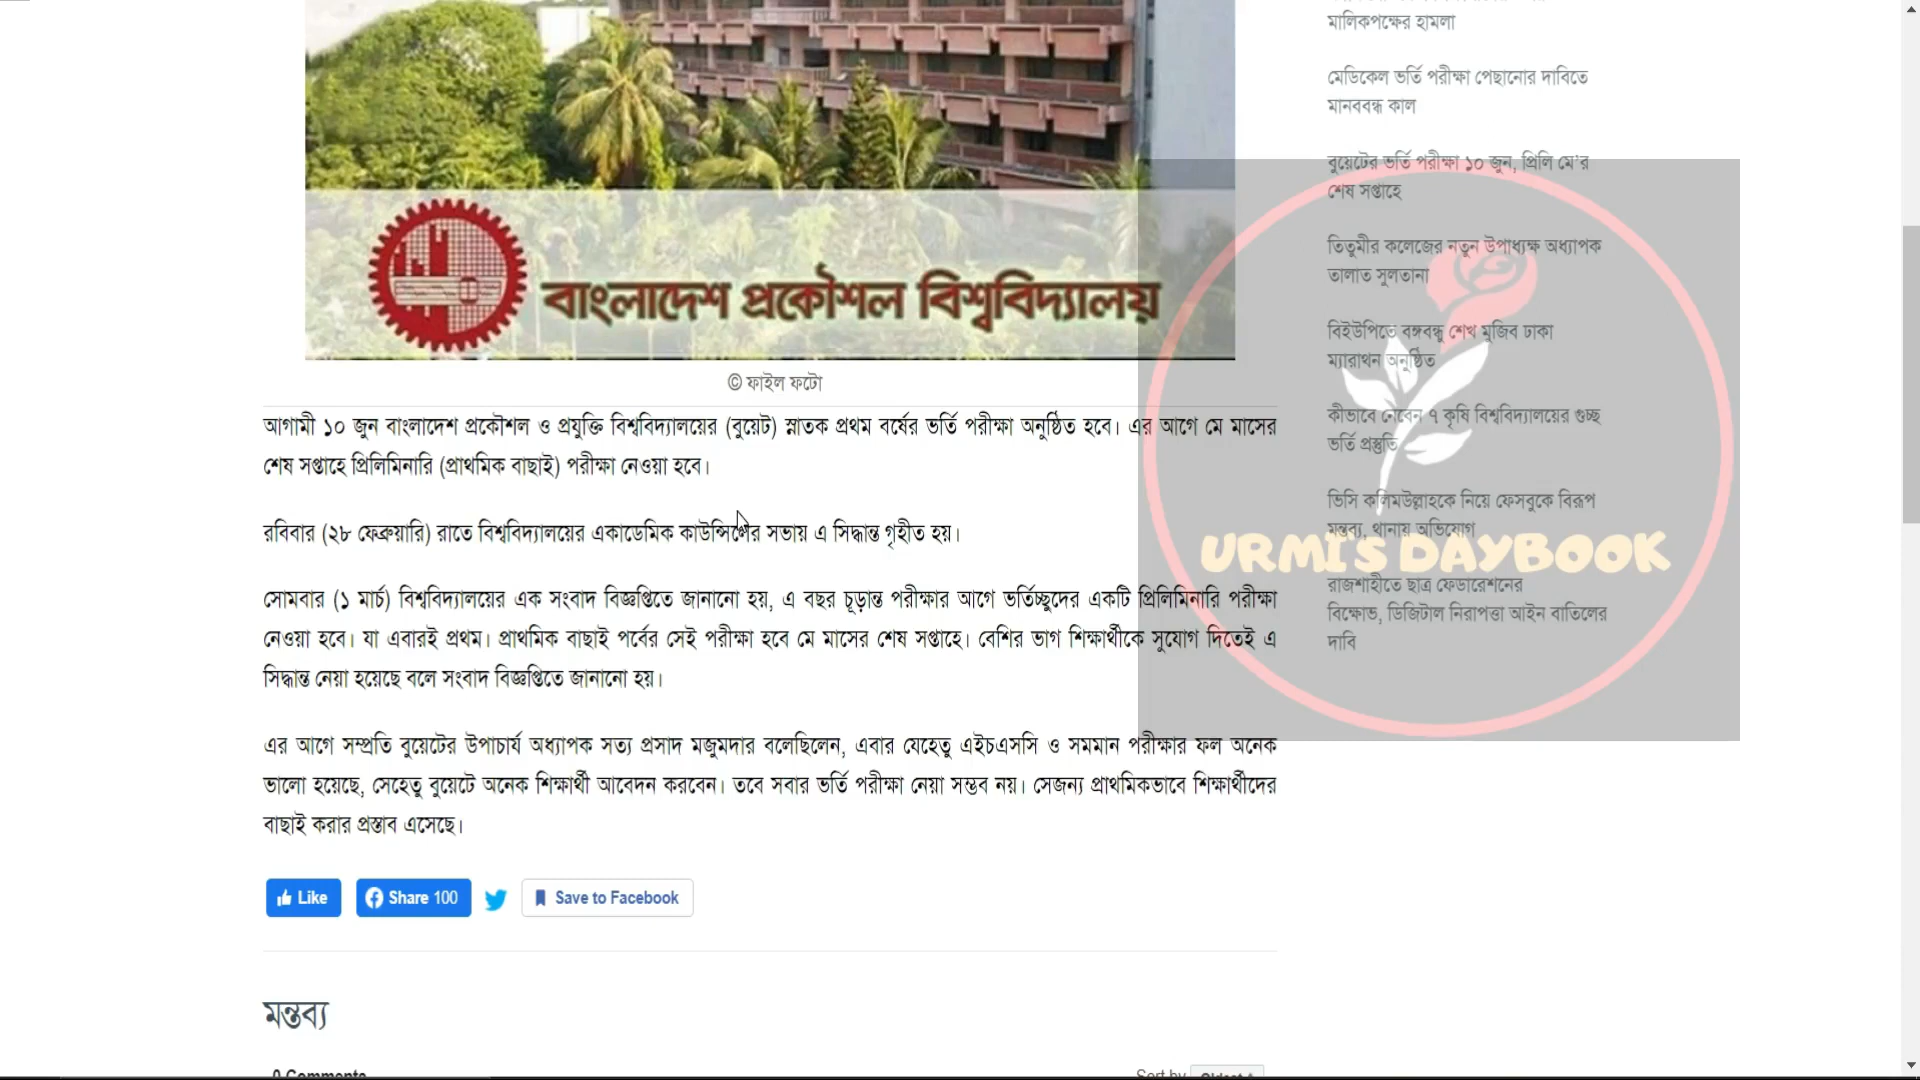 বাংলাদেশ প্রকৌশল বিশ্ববিদ্যালয়
© ফাইল ফটো
আগামী ১০ জুন বাংলাদেশ প্রকৌশল ও প্রযুক্তি বিশ্ববিদ্যালয়ের (বুয়েট) স্নাতক প্রথম বর্ষের ভর্তি পরীক্ষা অনুষ্ঠিত হবে। এর আগে মে মাসের
শেষ সপ্তাহে প্রিলিমিনারি (প্রাথমিক বাছাই) পরীক্ষা নেওয়া হবে।
রবিবার (২৮ ফেব্রুয়ারি) রাতে বিশ্ববিদ্যালয়ের একাডেমিক কাউন্সিলের সভায় এ সিদ্ধান্ত গৃহীত হয়।
সোমবার (১ মার্চ) বিশ্ববিদ্যালয়ের এক সংবাদ বিজ্ঞপ্তিতে জানানো হয়, এ বছর চূড়ান্ত পরীক্ষার আগে ভর্তিচ্ছুদের একটি প্রিলিমিনারি পরীক্ষা
নেওয়া হবে। যা এবারই প্রথম। প্রাথমিক বাছাই পর্বের সেই পরীক্ষা হবে মে মাসের শেষ সপ্তাহে। বেশির ভাগ শিক্ষার্থীকে সুযোগ দিতেই এ
সিদ্ধান্ত নেয়া হয়েছে বলে সংবাদ বিজ্ঞপ্তিতে জানানো হয়।
এর আগে সম্প্রতি বুয়েটের উপাচার্য অধ্যাপক সত্য প্রসাদ মজুমদার বলেছিলেন, এবার যেহেতু এইচএসসি ও সমমান পরীক্ষার ফল অনেক
ভালো হয়েছে, সেহেতু বুয়েটে অনেক শিক্ষার্থী আবেদন করবেন। তবে সবার ভর্তি পরীক্ষা নেয়া সম্ভব নয়। সেজন্য প্রাথমিকভাবে শিক্ষার্থীদের
বাছাই করার প্রস্তাব এসেছে।
Like
Share 100
Save to Facebook
মন্তব্য
0 Comments
Sort by Oldest
মালিকপক্ষের হামলা
মেডিকেল ভর্তি পরীক্ষা পেছানোর দাবিতে
মানববন্ধ কাল
বুয়েটের ভর্তি পরীক্ষা ১০ জুন, প্রিলি মে'র
শেষ সপ্তাহে
তিতুমীর কলেজের নতুন উপাধ্যক্ষ অধ্যাপক
তালাত সুলতানা
বিইউপিতে বঙ্গবন্ধু শেখ মুজিব ঢাকা
ম্যারাথন অনুষ্ঠিত
কীভাবে নেবেন ৭ কৃষি বিশ্ববিদ্যালয়ের গুচ্ছ
ভর্তি প্রস্তুতি
ভিসি কলিমউল্লাহকে নিয়ে ফেসবুকে বিরূপ
মন্তব্য, থানায় অভিযোগ
URMI'S DAYBOOK
রাজশাহীতে ছাত্র ফেডারেশনের
বিক্ষোভ, ডিজিটাল নিরাপত্তা আইন বাতিলের
দাবি